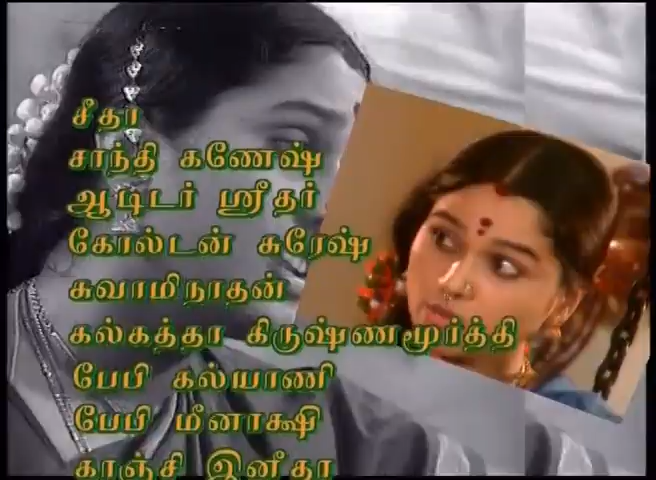 சீதா
சாந்தி கணேஷ்
ஆடிடர் ஸ்ரீதர்
கோல்டன் சுரேஷ்
சுவாமிநாதன்
கல்கத்தா கிருஷ்ணமூர்த்தி
பேபி கல்யாணி
பேபி மீனாக்ஷி
காஞ்சி இனீதா